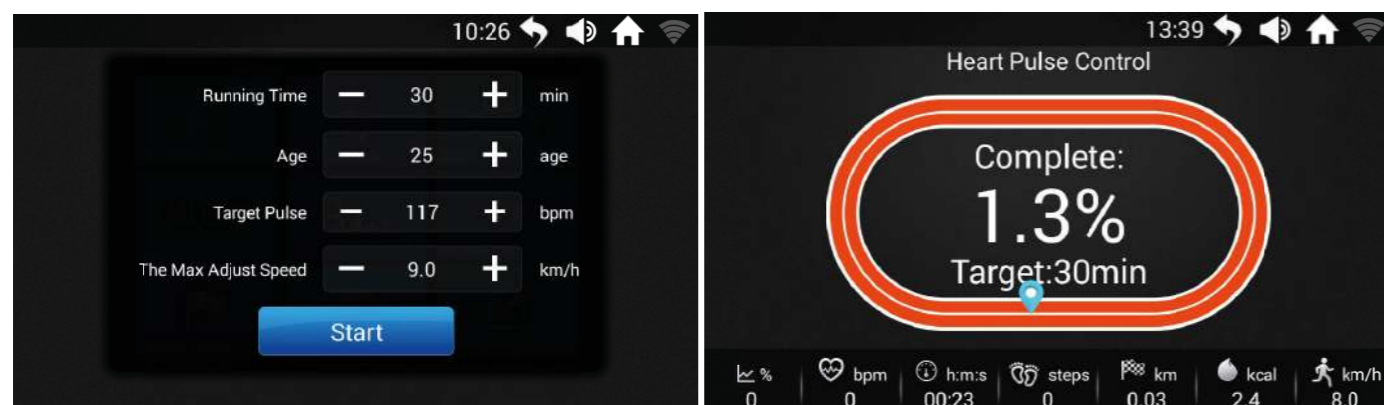 10:26
Running Time 30 min
Age 25 age
Target Pulse 117 bpm
The Max Adjust Speed 9.0 km/h
Start
13:39
Heart Pulse Control
Complete:
1.3%
Target:30min
% bpm h:m:s steps km kcal km/h
0 0 00:23 0 0.03 2.4 8.0